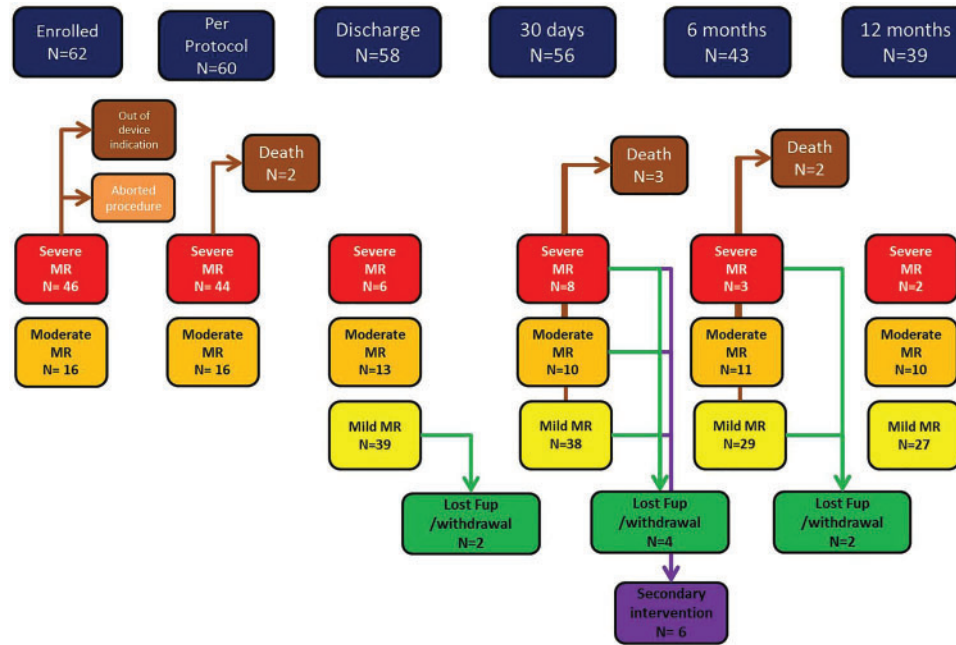 Enrolled
N=62
Per
Protocol
N=60
Discharge
N=58
30 days
N=56
6 months
N=43
12 months
N=39
Out of
device
indication
Aborted
procedure
Death
N=2
Death
N=3
Death
N=2
Severe
MR
N= 46
Severe
MR
N= 44
Severe
MR
N=6
Severe
MR
N=8
Severe
MR
N=3
Severe
MR
N=2
Moderate
MR
N= 16
Moderate
MR
N= 16
Moderate
MR
N=13
Moderate
MR
N=10
Moderate
MR
N=11
Moderate
MR
N=10
Mild MR
N=39
Mild MR
N=38
Mild MR
N=29
Mild MR
N=27
Lost Fup
/withdrawal
N=2
Lost Fup
/withdrawal
N=4
Lost Fup
/withdrawal
N=2
Secondary
intervention
N= 6